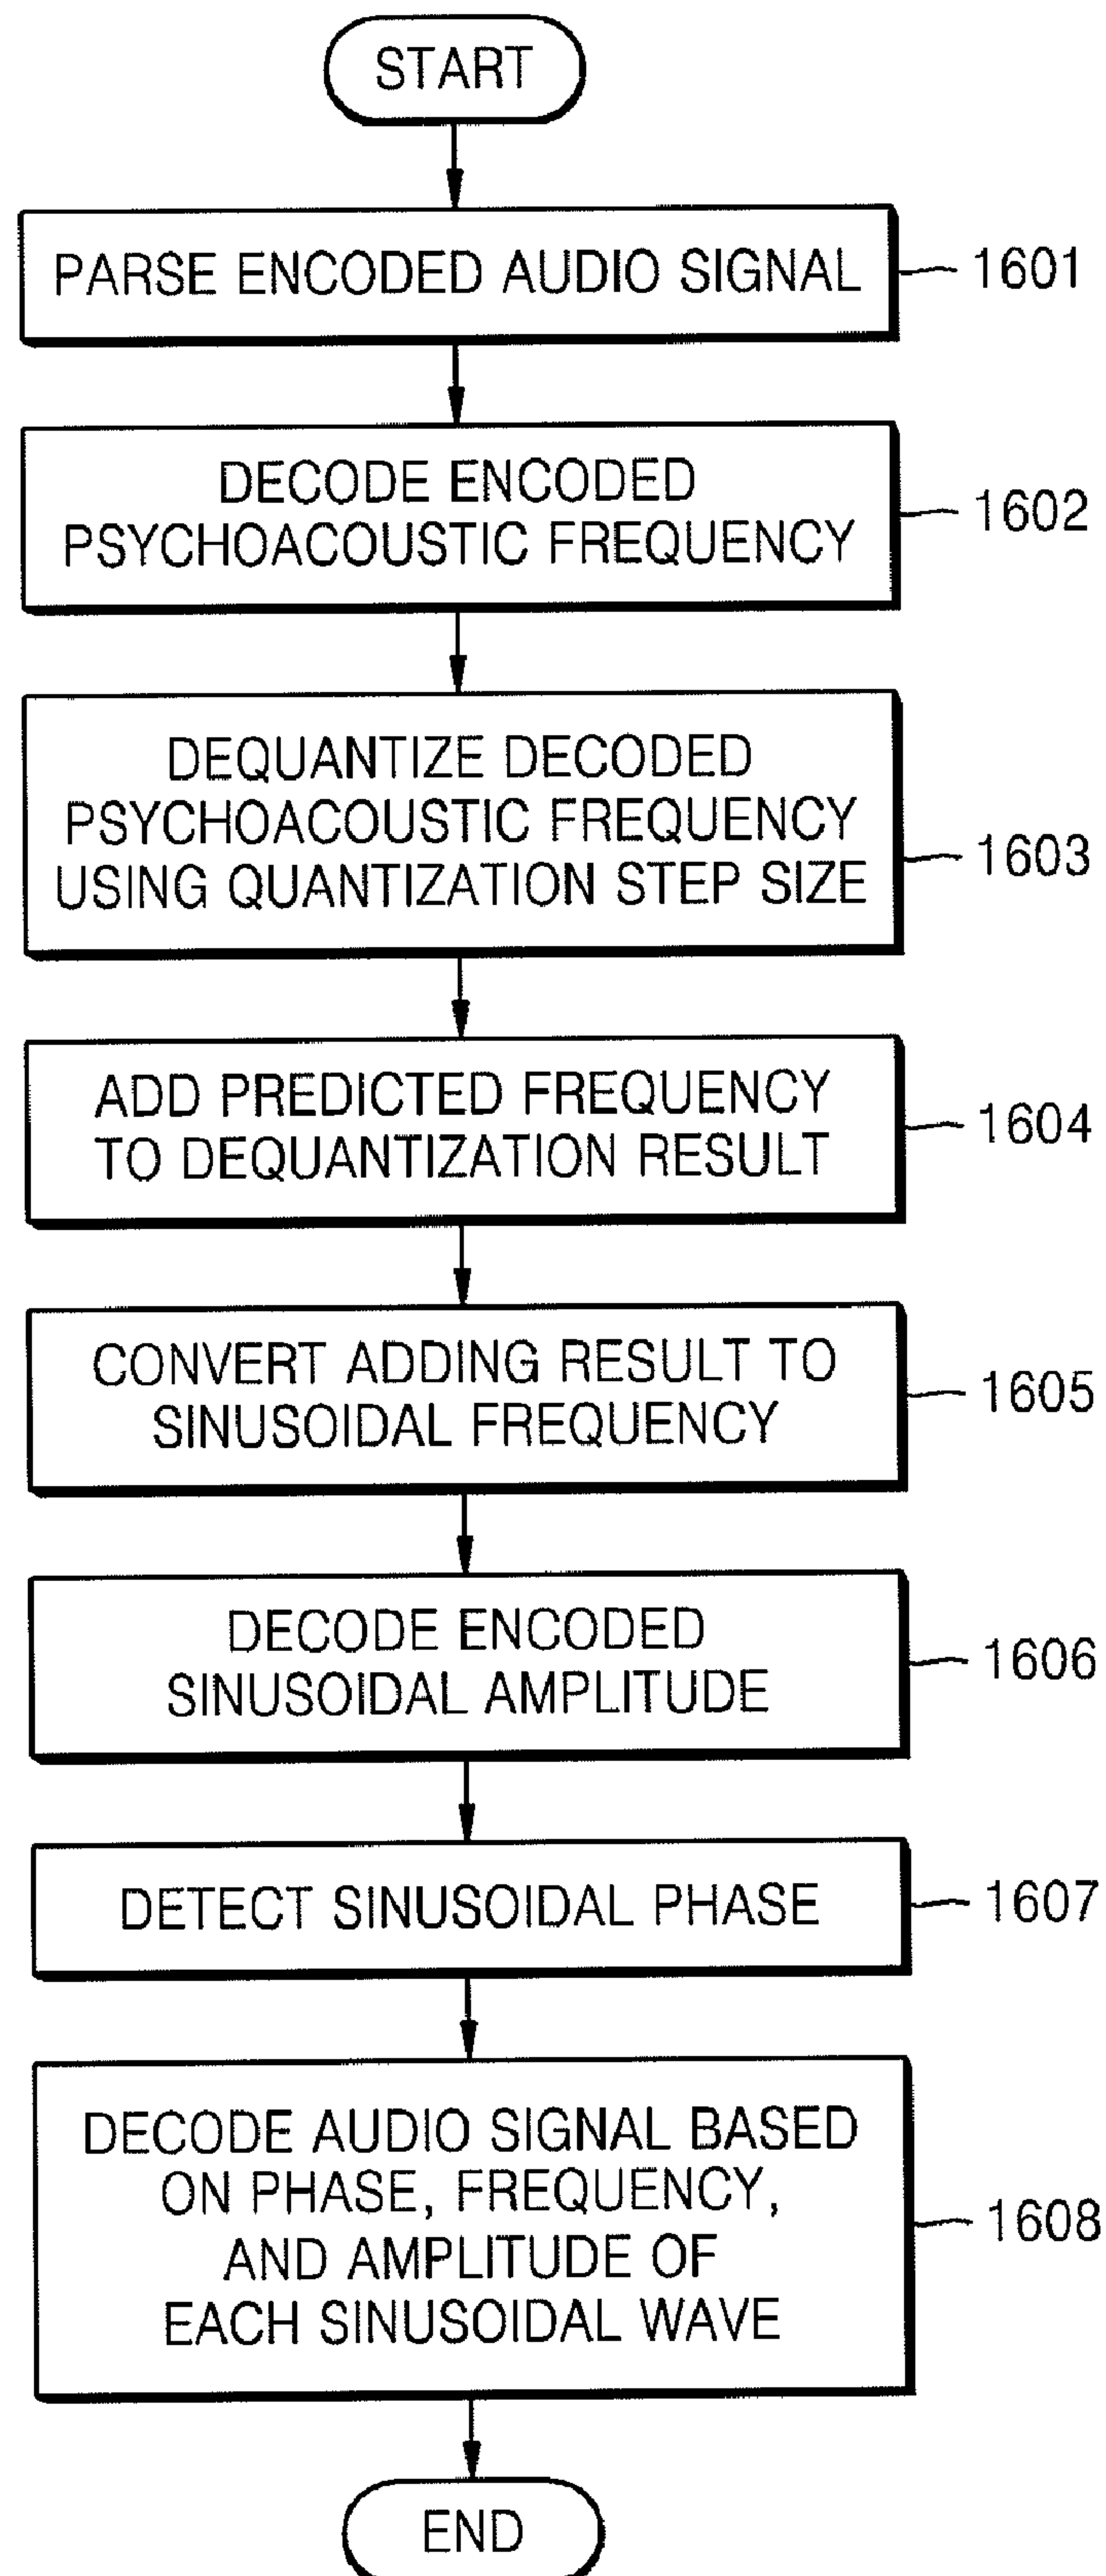 START
PARSE ENCODED AUDIO SIGNAL
1601
DECODE ENCODED
PSYCHOACOUSTIC FREQUENCY
1602
DEQUANTIZE DECODED
PSYCHOACOUSTIC FREQUENCY
USING QUANTIZATION STEP SIZE
1603
ADD PREDICTED FREQUENCY
TO DEQUANTIZATION RESULT
1604
CONVERT ADDING RESULT TO
SINUSOIDAL FREQUENCY
1605
DECODE ENCODED
SINUSOIDAL AMPLITUDE
1606
DETECT SINUSOIDAL PHASE
1607
DECODE AUDIO SIGNAL BASED
ON PHASE, FREQUENCY,
AND AMPLITUDE OF
EACH SINUSOIDAL WAVE
1608
END